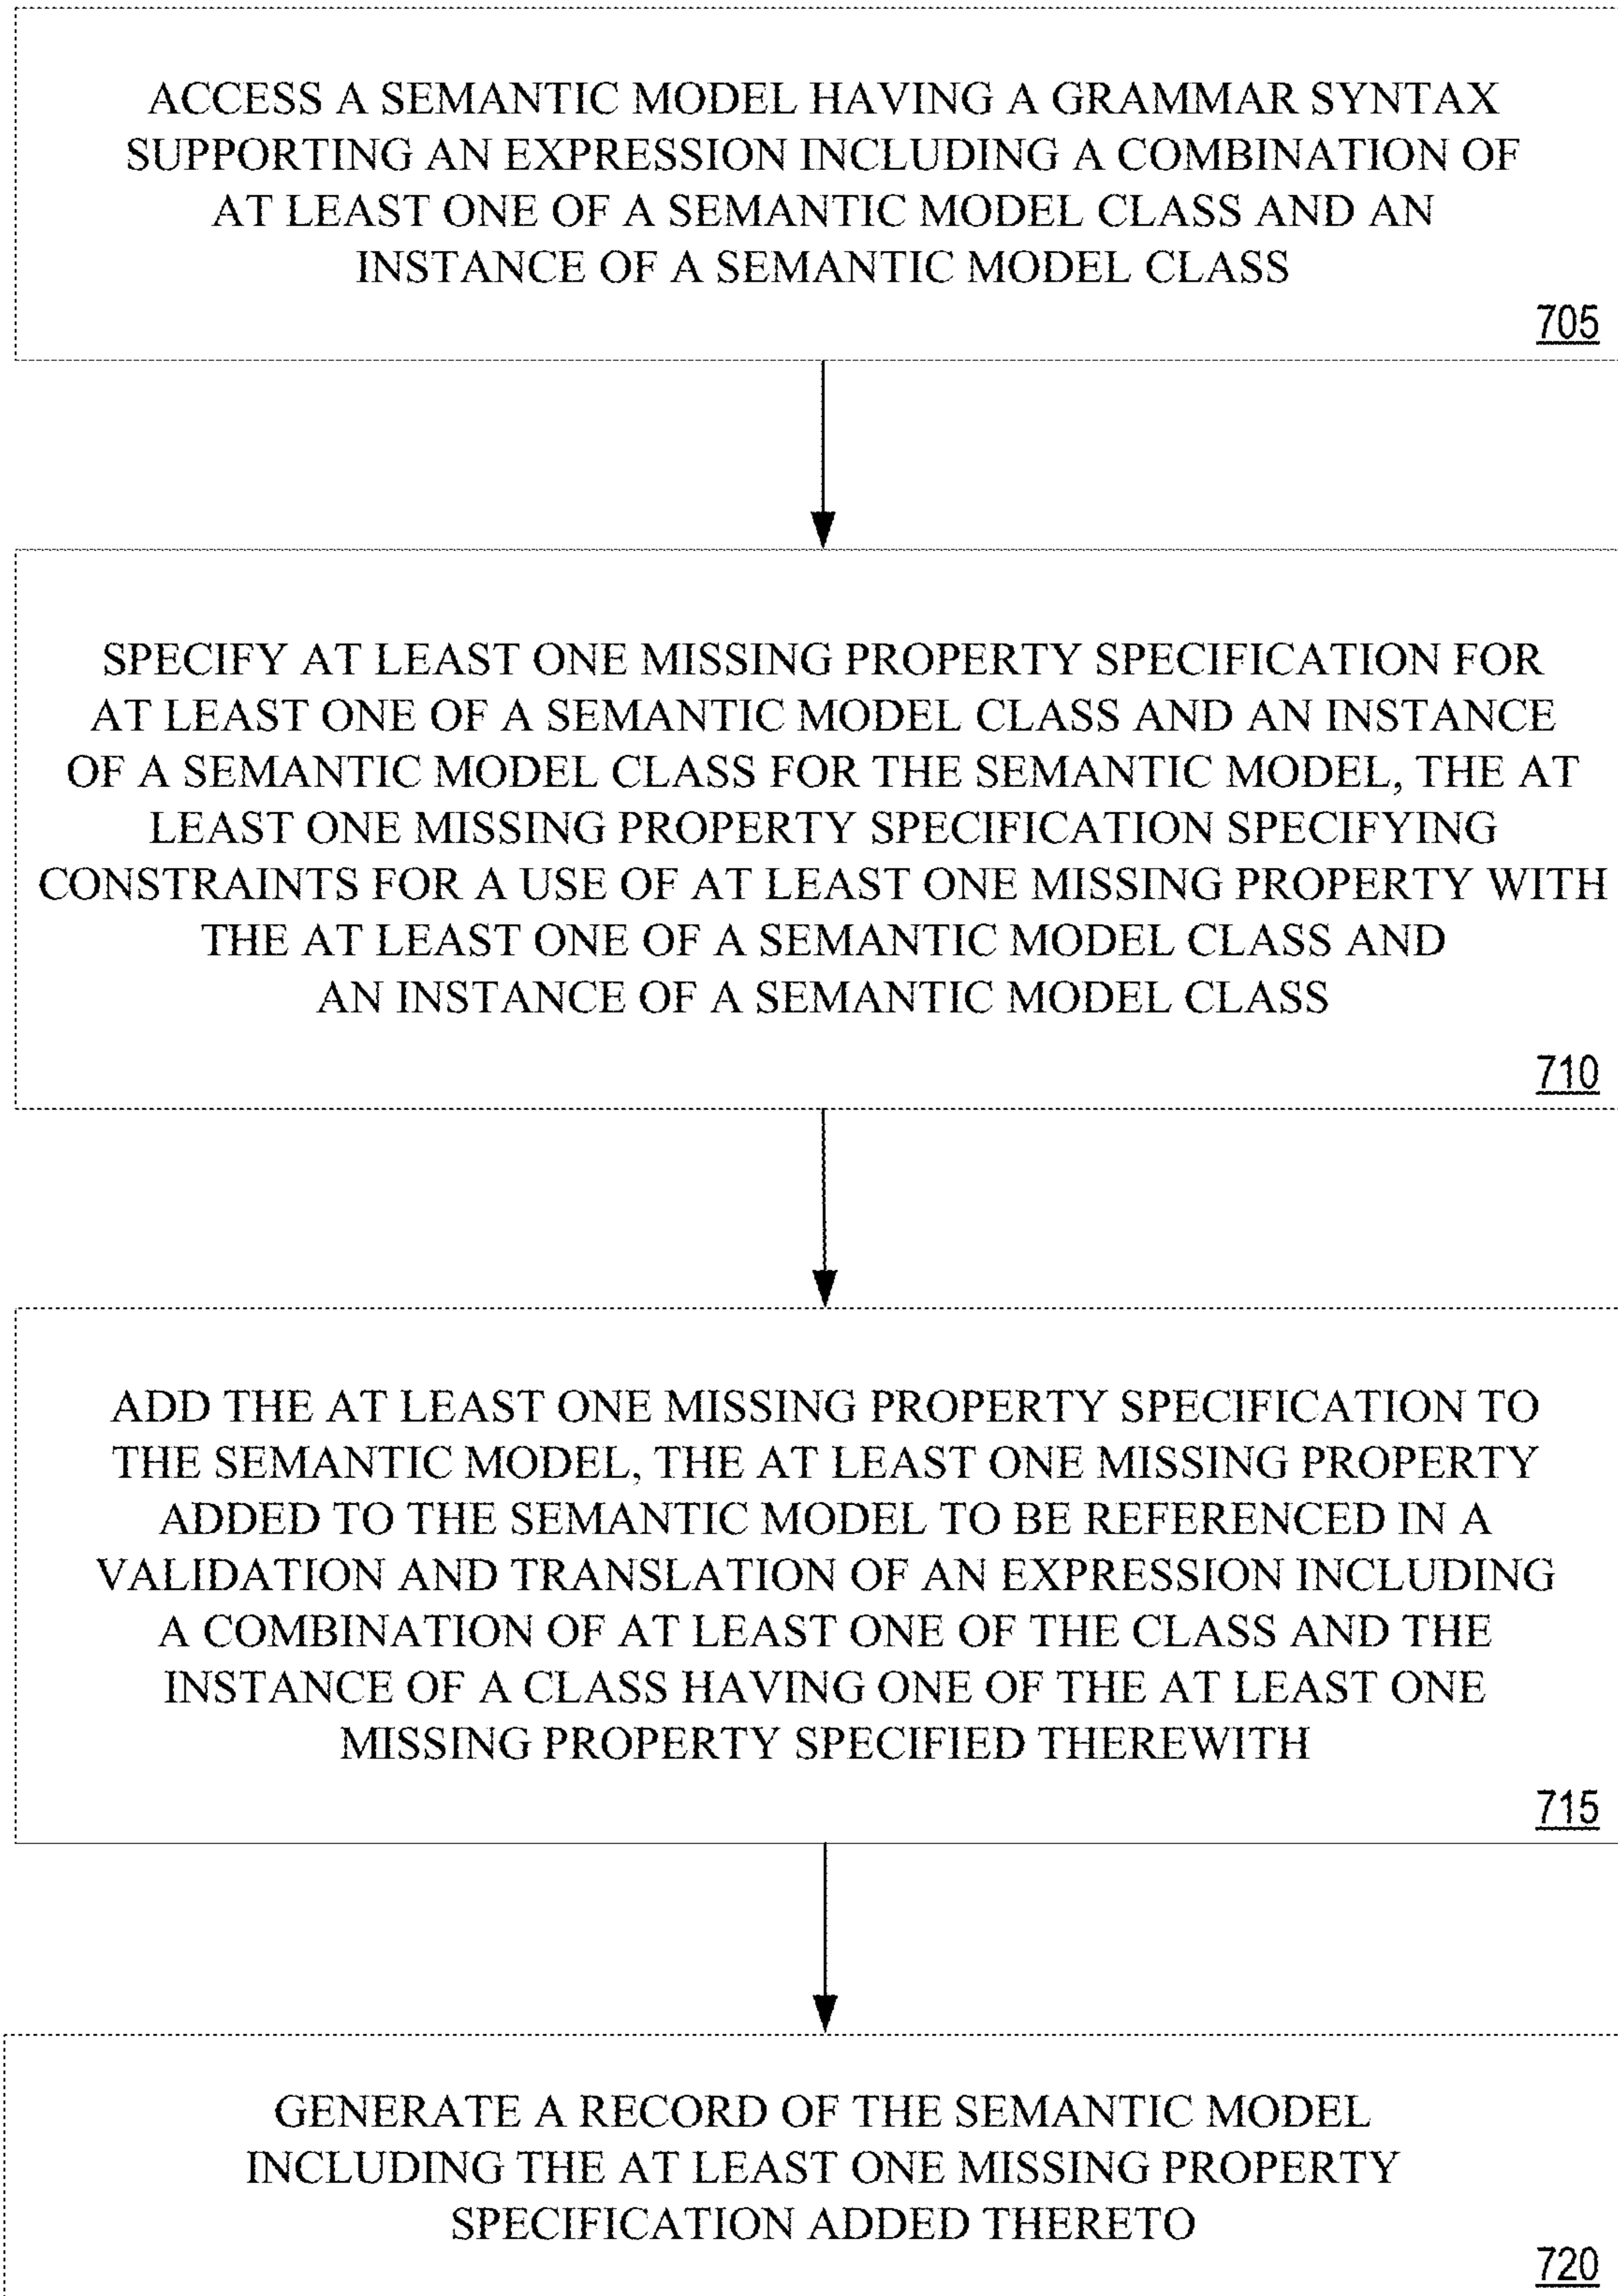 ACCESS A SEMANTIC MODEL HAVING A GRAMMAR SYNTAX
SUPPORTING AN EXPRESSION INCLUDING A COMBINATION OF
AT LEAST ONE OF A SEMANTIC MODEL CLASS AND AN
INSTANCE OF A SEMANTIC MODEL CLASS
705
SPECIFY AT LEAST ONE MISSING PROPERTY SPECIFICATION FOR
AT LEAST ONE OF A SEMANTIC MODEL CLASS AND AN INSTANCE
OF A SEMANTIC MODEL CLASS FOR THE SEMANTIC MODEL, THE AT
LEAST ONE MISSING PROPERTY SPECIFICATION SPECIFYING
CONSTRAINTS FOR A USE OF AT LEAST ONE MISSING PROPERTY WITH
THE AT LEAST ONE OF A SEMANTIC MODEL CLASS AND
AN INSTANCE OF A SEMANTIC MODEL CLASS
710
ADD THE AT LEAST ONE MISSING PROPERTY SPECIFICATION TO
THE SEMANTIC MODEL, THE AT LEAST ONE MISSING PROPERTY
ADDED TO THE SEMANTIC MODEL TO BE REFERENCED IN A
VALIDATION AND TRANSLATION OF AN EXPRESSION INCLUDING
A COMBINATION OF AT LEAST ONE OF THE CLASS AND THE
INSTANCE OF A CLASS HAVING ONE OF THE AT LEAST ONE
MISSING PROPERTY SPECIFIED THEREWITH
715
GENERATE A RECORD OF THE SEMANTIC MODEL
INCLUDING THE AT LEAST ONE MISSING PROPERTY
SPECIFICATION ADDED THERETO
720